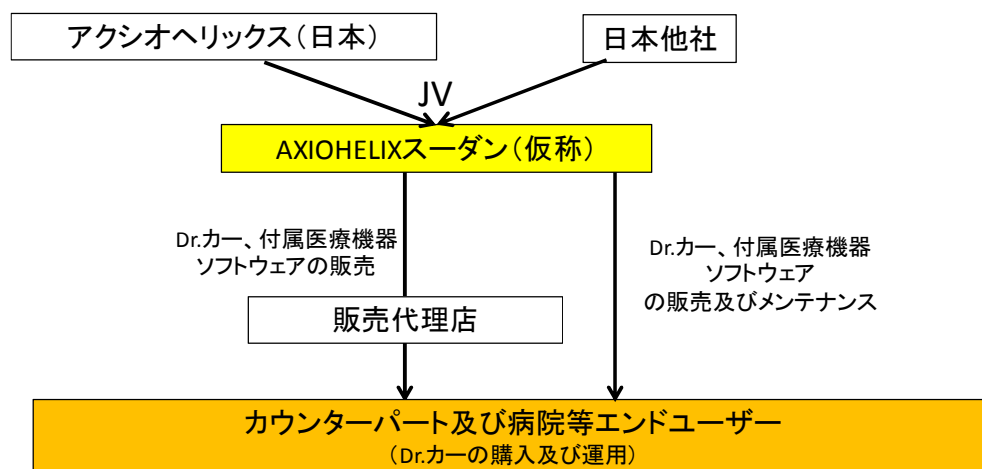 アクシオヘリックス(日本)
日本他社
JV
AXIOHELIXスーダン(仮称)
Dr.カー、付属医療機器
ソフトウェアの販売
Dr.カー、付属医療機器
ソフトウェア
の販売及びメンテナンス
販売代理店
カウンターパート及び病院等エンドユーザー
(Dr.カーの購入及び運用)